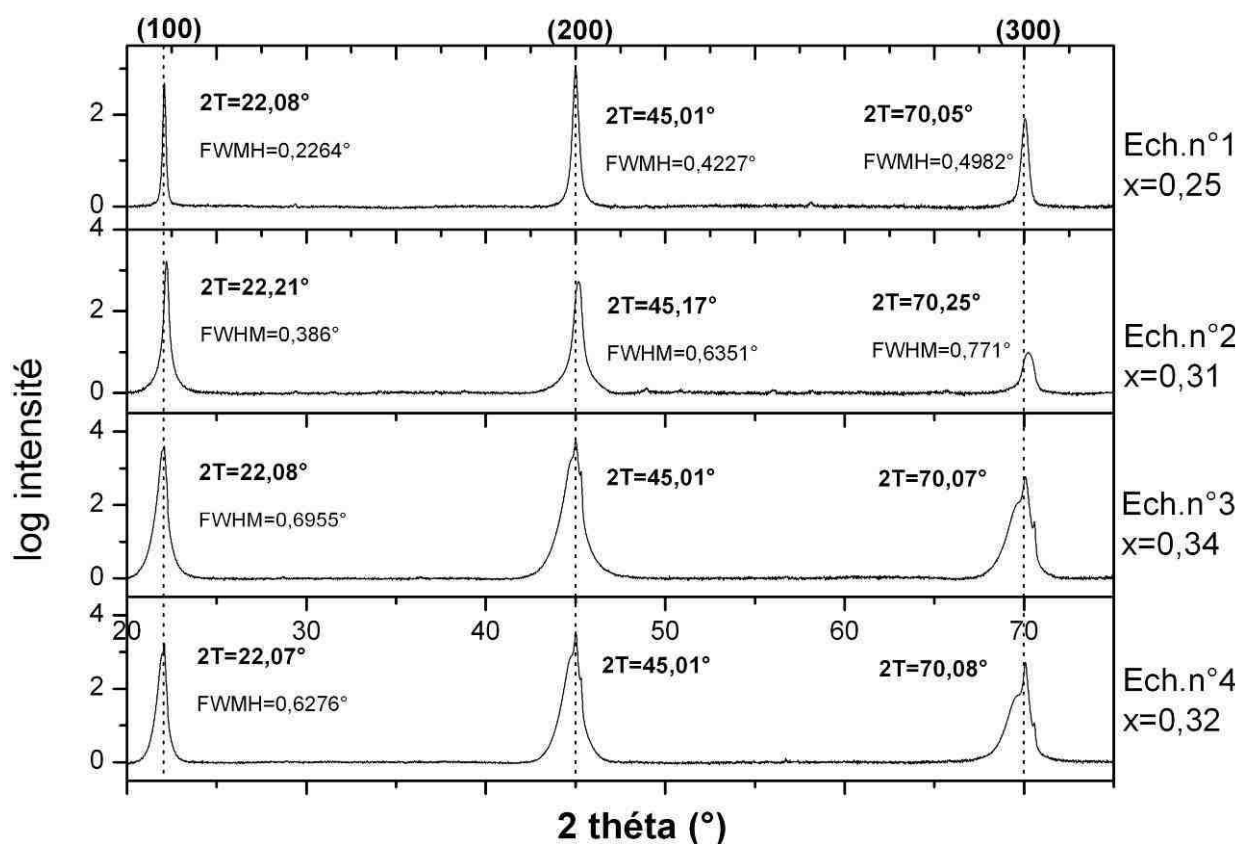 (100) (200) (300)
2T=22,08° 2T=45,01° 2T=70,05°
FWMH=0,2264° FWMH=0,4227° FWMH=0,4982°
Ech.n°1
x=0,25
2
0
4
2T=22,21° 2T=45,17° 2T=70,25°
FWHM=0,386° FWHM=0,6351° FWHM=0,771°
Ech.n°2
x=0,31
2
0
4
2T=22,08° 2T=45,01° 2T=70,07°
FWHM=0,6955°
Ech.n°3
x=0,34
2
0
4
20 30 40 50 60 70
2T=22,07° 2T=45,01° 2T=70,08°
FWMH=0,6276°
Ech.n°4
x=0,32
2
0
log intensité
2 théta (°)